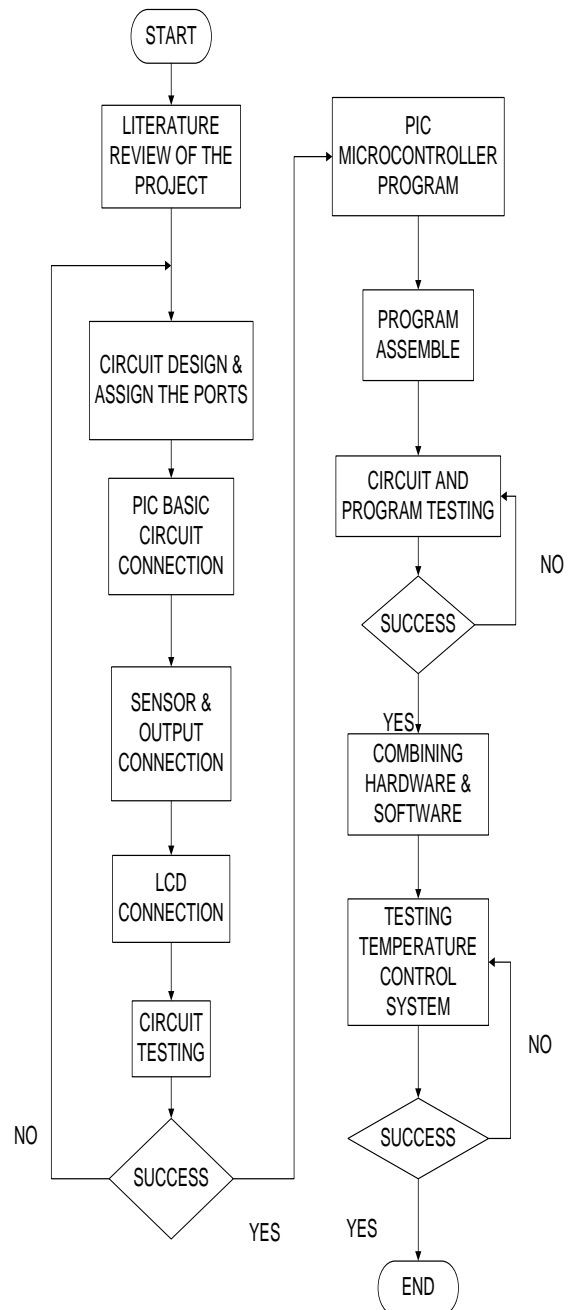 START
LITERATURE
REVIEW OF THE
PROJECT
CIRCUIT DESIGN &
ASSIGN THE PORTS
PIC BASIC
CIRCUIT
CONNECTION
SENSOR &
OUTPUT
CONNECTION
LCD
CONNECTION
CIRCUIT
TESTING
SUCCESS
NO
YES
PIC
MICROCONTROLLER
PROGRAM
PROGRAM
ASSEMBLE
CIRCUIT AND
PROGRAM TESTING
SUCCESS
NO
YES
COMBINING
HARDWARE &
SOFTWARE
TESTING
TEMPERATURE
CONTROL
SYSTEM
SUCCESS
NO
YES
END